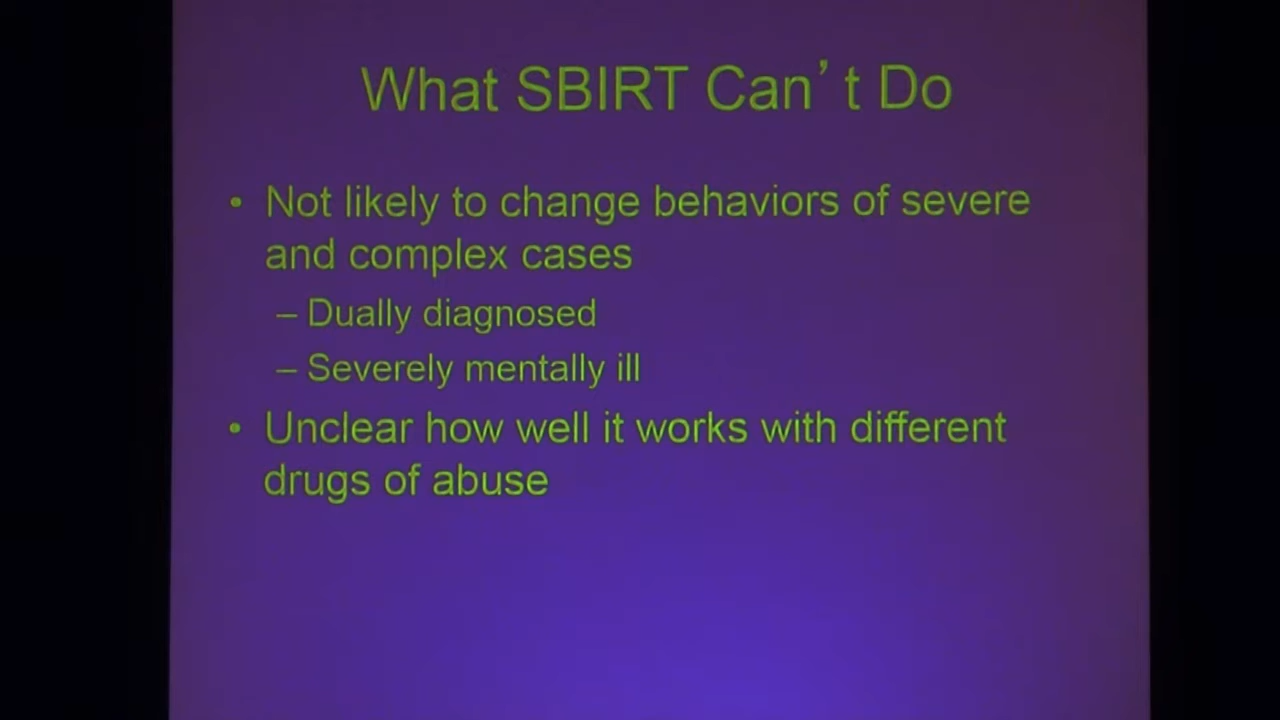 What SBIRT Can’t Do
• Not likely to change behaviors of severe
and complex cases
– Dually diagnosed
– Severely mentally ill
• Unclear how well it works with different
drugs of abuse